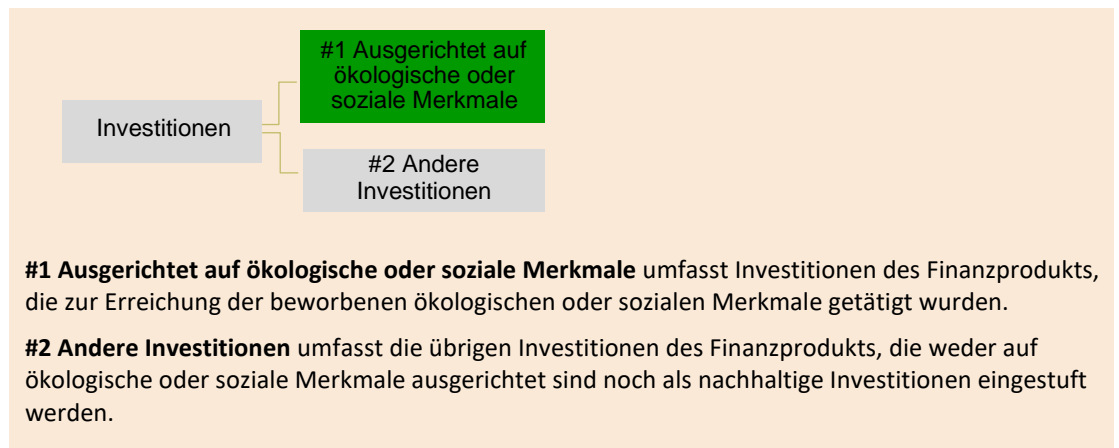 #1 Ausgerichtet auf
ökologische oder
soziale Merkmale
Investitionen
#2 Andere
Investitionen
#1 Ausgerichtet auf ökologische oder soziale Merkmale umfasst Investitionen des Finanzprodukts,
die zur Erreichung der beworbenen ökologischen oder sozialen Merkmale getätigt wurden.
#2 Andere Investitionen umfasst die übrigen Investitionen des Finanzprodukts, die weder auf
ökologische oder soziale Merkmale ausgerichtet sind noch als nachhaltige Investitionen eingestuft
werden.